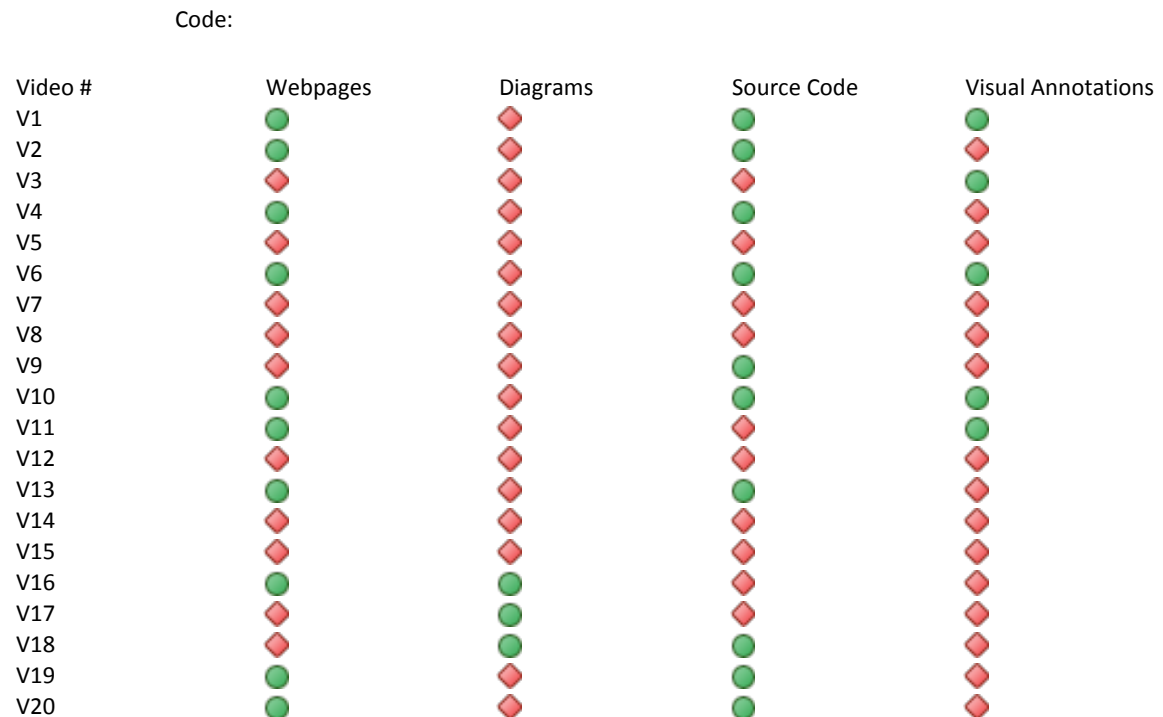 Code:
Video # Webpages Diagrams Source Code Visual Annotations
V1
V2
V3
V4
V5
V6
V7
V8
V9
V10
V11
V12
V13
V14
V15
V16
V17
V18
V19
V20